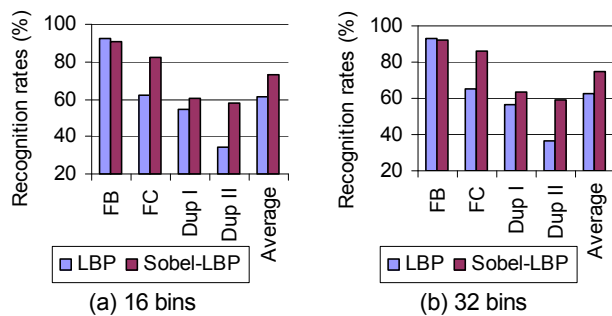 Recognition rates (%)
100
80
60
40
20
FB
FC
Dup I
Dup II
Average
LBP
Sobel-LBP
(a) 16 bins
Recognition rates (%)
100
80
60
40
20
FB
FC
Dup I
Dup II
Average
LBP
Sobel-LBP
(b) 32 bins